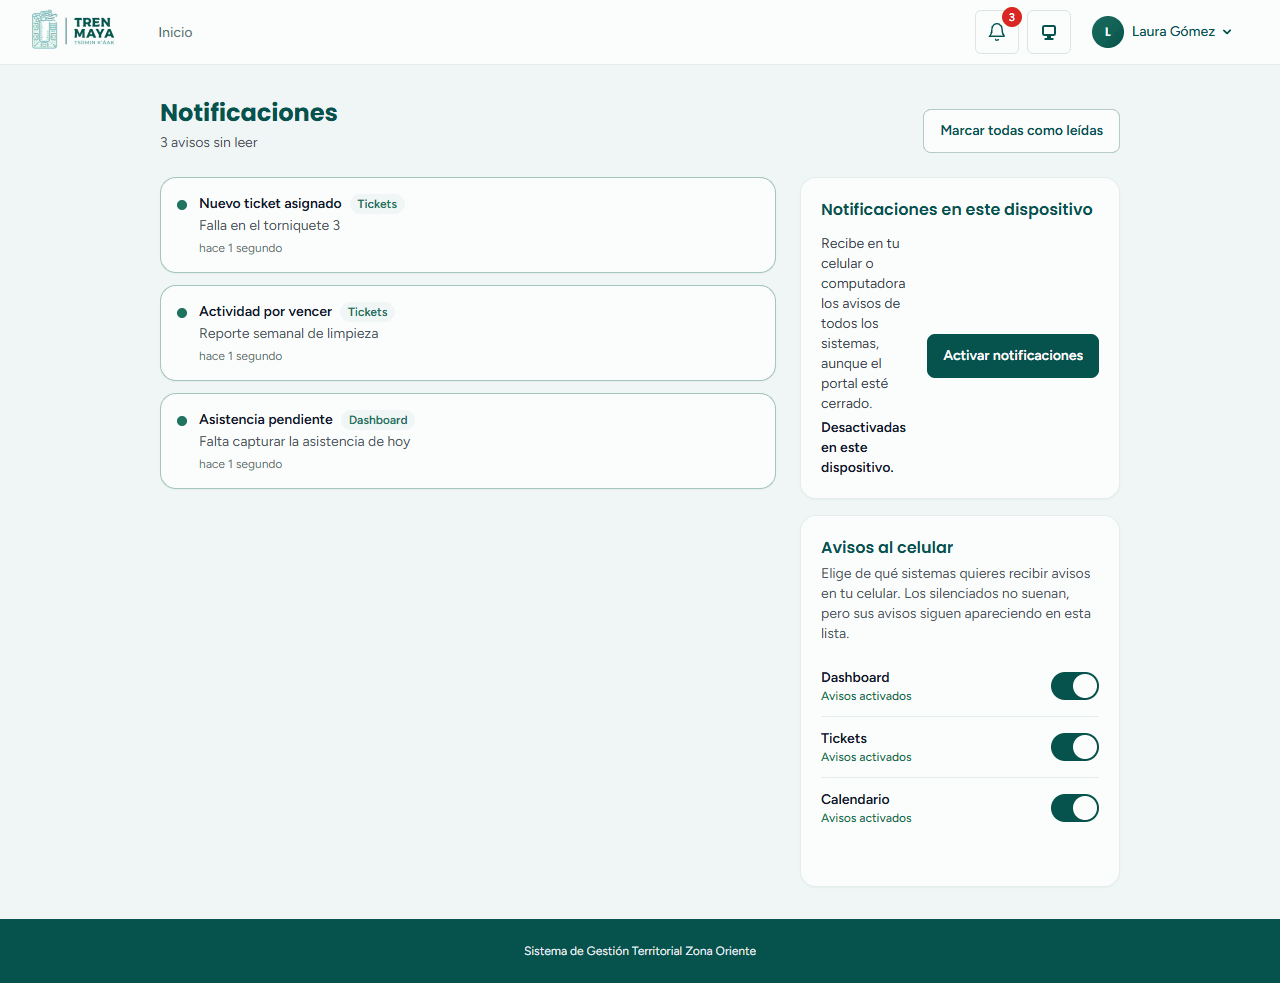 TREN
MAYA
TSÍIMIN K'ÁAK
Inicio
3
L
Laura Gómez
Notificaciones
3 avisos sin leer
Marcar todas como leídas
Nuevo ticket asignado Tickets
Falla en el torniquete 3
hace 1 segundo
Actividad por vencer Tickets
Reporte semanal de limpieza
hace 1 segundo
Asistencia pendiente Dashboard
Falta capturar la asistencia de hoy
hace 1 segundo
Notificaciones en este dispositivo
Recibe en tu
celular o
computadora
los avisos de
todos los
sistemas,
aunque el
portal esté
cerrado.
Desactivadas
en este
dispositivo.
Activar notificaciones
Avisos al celular
Elige de qué sistemas quieres recibir avisos
en tu celular. Los silenciados no suenan,
pero sus avisos siguen apareciendo en esta
lista.
Dashboard
Avisos activados
Tickets
Avisos activados
Calendario
Avisos activados
Sistema de Gestión Territorial Zona Oriente